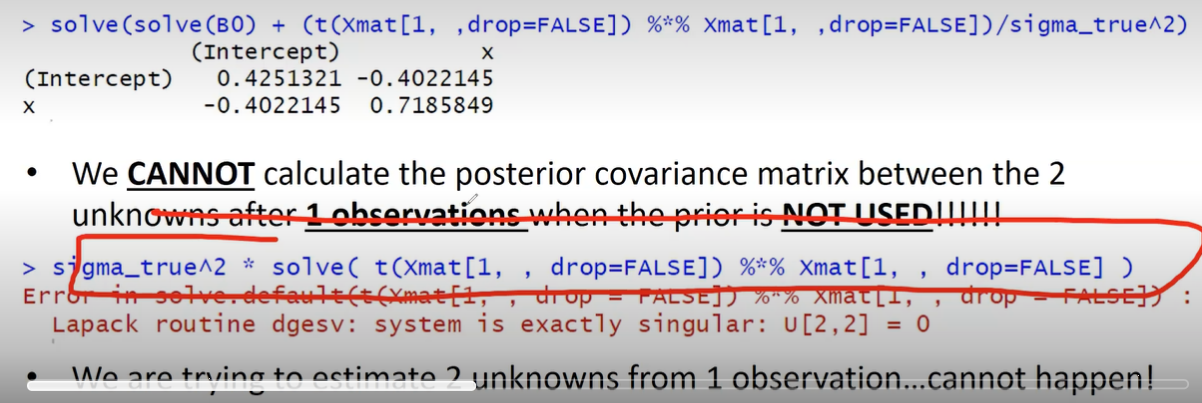 > solve(solve(B0) + (t(Xmat[1, ,drop=FALSE]) %*% Xmat[1, ,drop=FALSE])/sigma_true^2)
(Intercept) x
(Intercept) 0.4251321 -0.4022145
x -0.4022145 0.7185849
• We CANNOT calculate the posterior covariance matrix between the 2
unknowns after 1 observations when the prior is NOT USED!!!!!!
> sigma_true^2 * solve( t(Xmat[1, , drop=FALSE]) %*% Xmat[1, , drop=FALSE] )
Error in solve.default(t(Xmat[1, , drop = FALSE]) %*% Xmat[1, , drop = FALSE]) :
Lapack routine dgesv: system is exactly singular: U[2,2] = 0
• We are trying to estimate 2 unknowns from 1 observation...cannot happen!